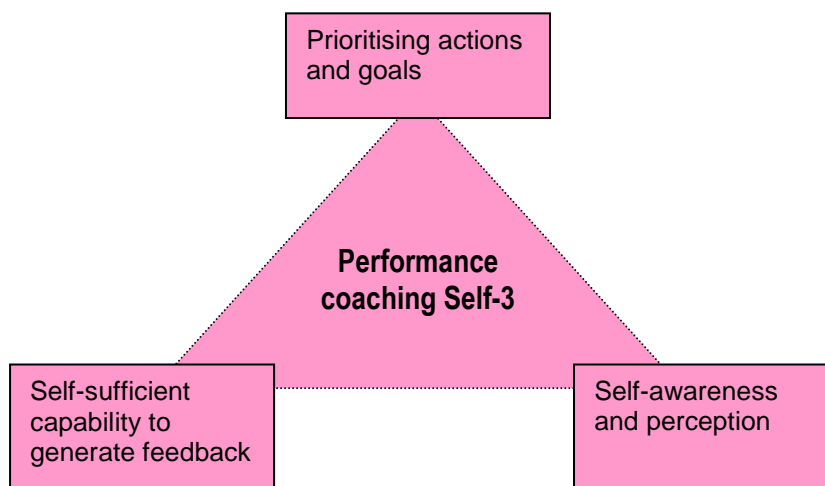 Prioritising actions
and goals
Performance
coaching Self-3
Self-sufficient
capability to
generate feedback
Self-awareness
and perception